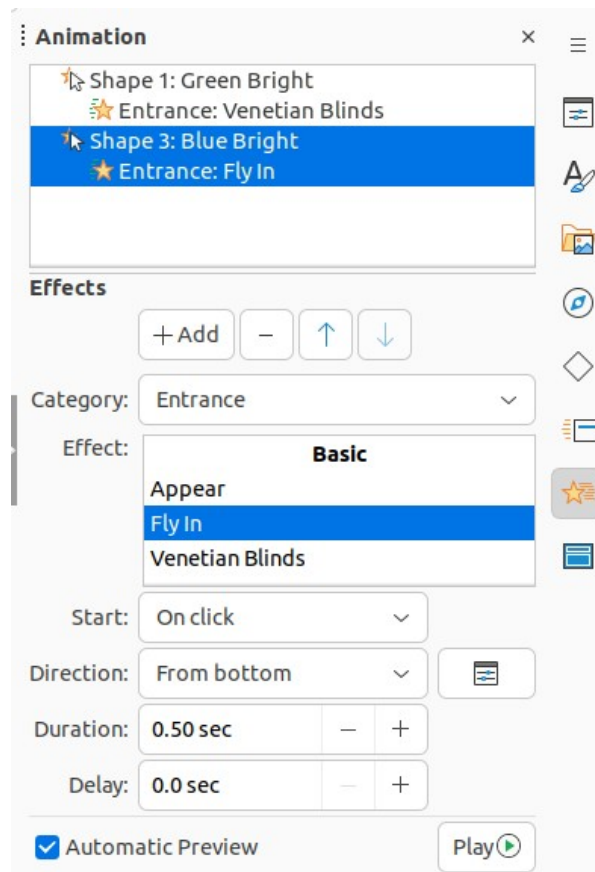 Animation
Shape 1: Green Bright
Entrance: Venetian Blinds
Shape 3: Blue Bright
Entrance: Fly In
Effects
+ Add
Category: Entrance
Effect: Basic
Appear
Fly In
Venetian Blinds
Start: On click
Direction: From bottom
Duration: 0.50 sec
Delay: 0.0 sec
Automatic Preview Play